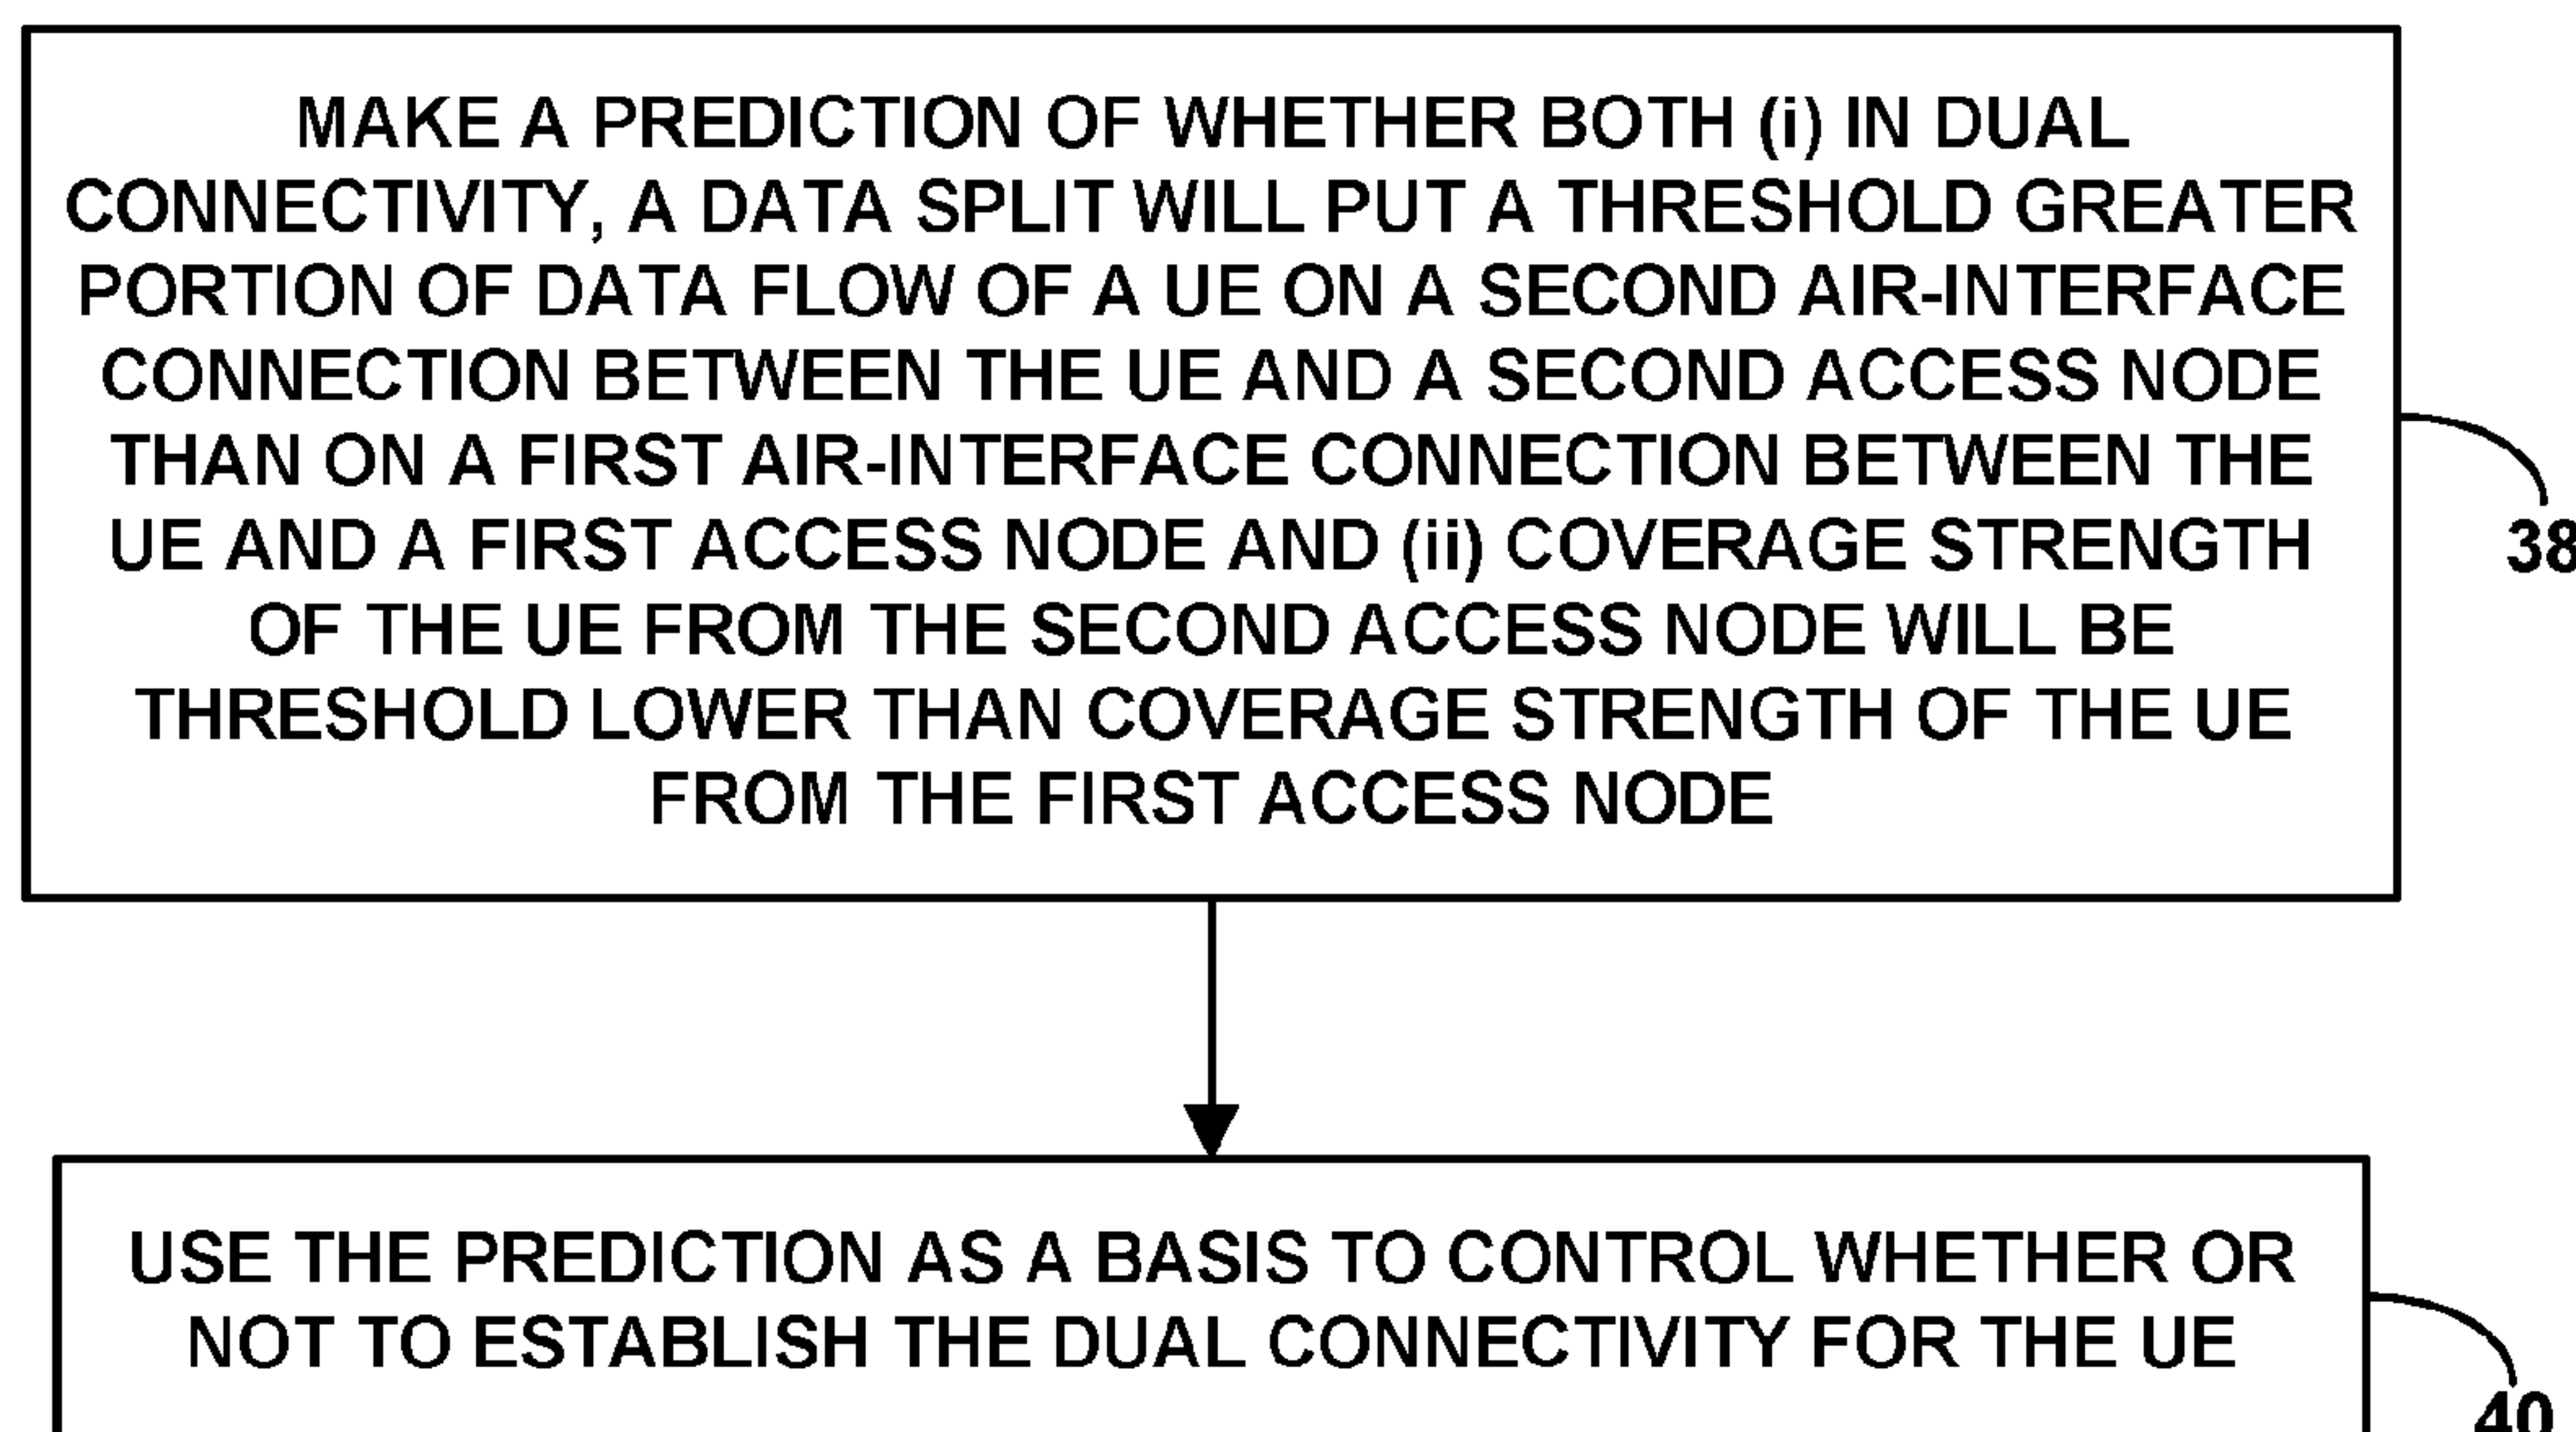 MAKE A PREDICTION OF WHETHER BOTH (i) IN DUAL
CONNECTIVITY, A DATA SPLIT WILL PUT A THRESHOLD GREATER
PORTION OF DATA FLOW OF A UE ON A SECOND AIR-INTERFACE
CONNECTION BETWEEN THE UE AND A SECOND ACCESS NODE
THAN ON A FIRST AIR-INTERFACE CONNECTION BETWEEN THE
UE AND A FIRST ACCESS NODE AND (ii) COVERAGE STRENGTH
OF THE UE FROM THE SECOND ACCESS NODE WILL BE
THRESHOLD LOWER THAN COVERAGE STRENGTH OF THE UE
FROM THE FIRST ACCESS NODE
38
USE THE PREDICTION AS A BASIS TO CONTROL WHETHER OR
NOT TO ESTABLISH THE DUAL CONNECTIVITY FOR THE UE
40